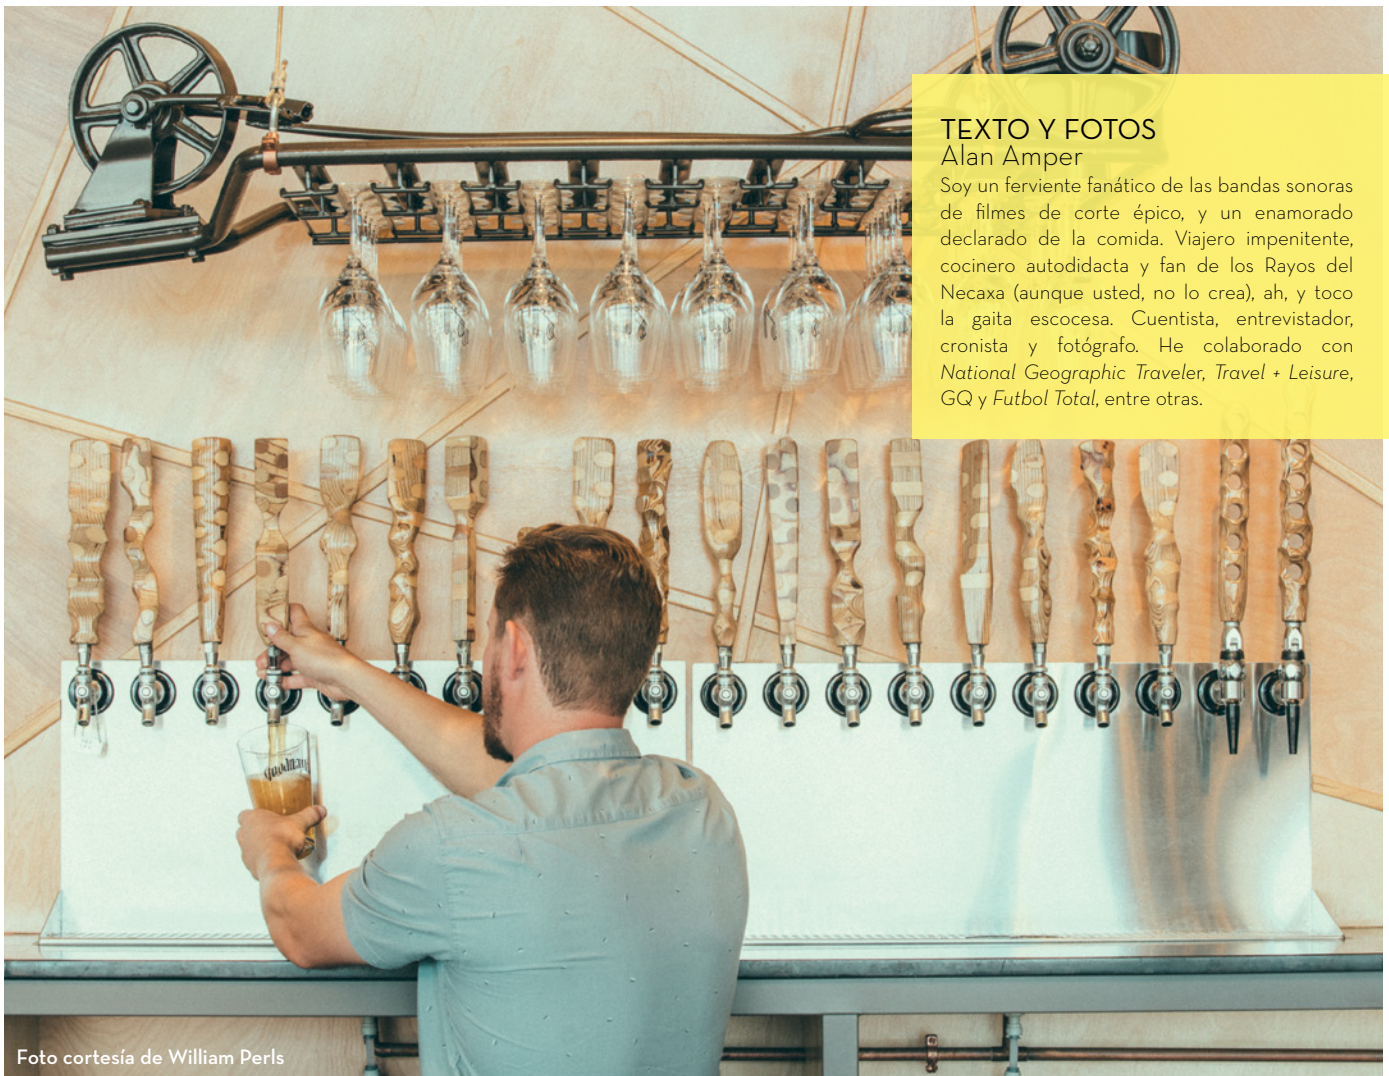 TEXTO Y FOTOS
Alan Amper
Soy un ferviente fanático de las bandas sonoras
de filmes de corte épico, y un enamorado
declarado de la comida. Viajero impenitente,
cocinero autodidacta y fan de los Rayos del
Necaxa (aunque usted, no lo crea), ah, y toco
la gaita escocesa. Cuentista, entrevistador,
cronista y fotógrafo. He colaborado con
National Geographic Traveler, Travel + Leisure,
GQ y Futbol Total, entre otras.
Foto cortesía de William Perls